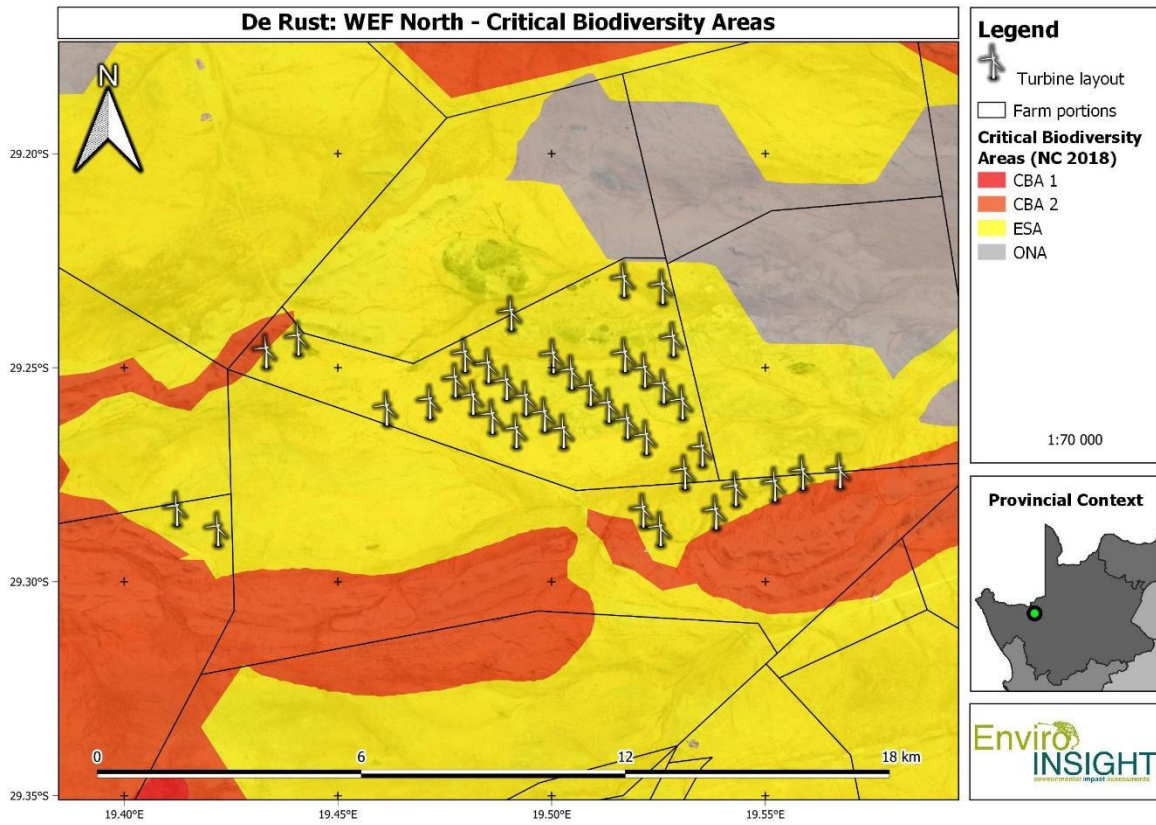 De Rust: WEF North - Critical Biodiversity Areas
N
29.20°S
29.25°S
29.30°S
29.35°S
0
6
12
18 km
19.40°E
19.45°E
19.50°E
19.55°E
Legend
Turbine layout
Farm portions
Critical Biodiversity
Areas (NC 2018)
CBA 1
CBA 2
ESA
ONA
1:70 000
Provincial Context
Enviro
INSIGHT
environmental impact assessments